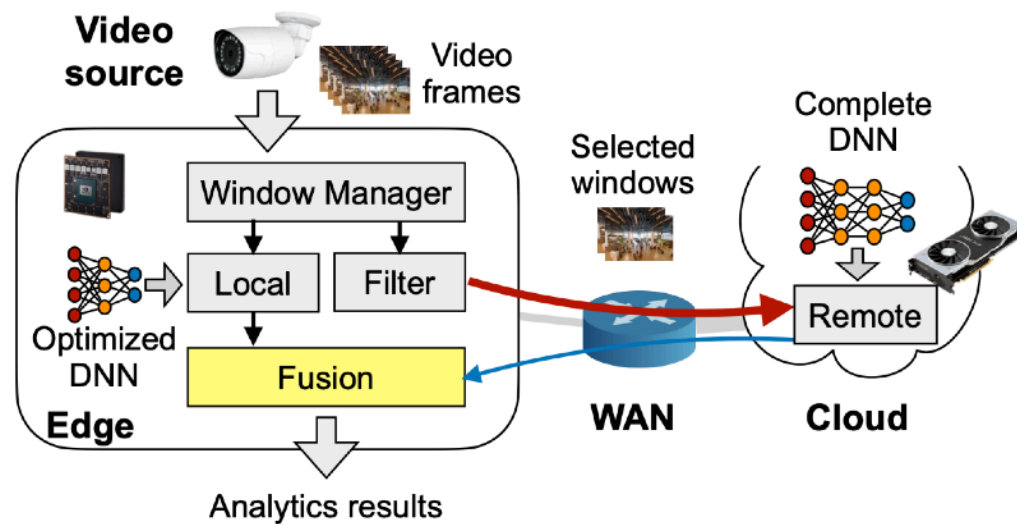 Video
source
Video
frames
Window Manager
Local
Filter
Optimized
DNN
Fusion
Edge
Analytics results
Selected
windows
WAN
Complete
DNN
Remote
Cloud